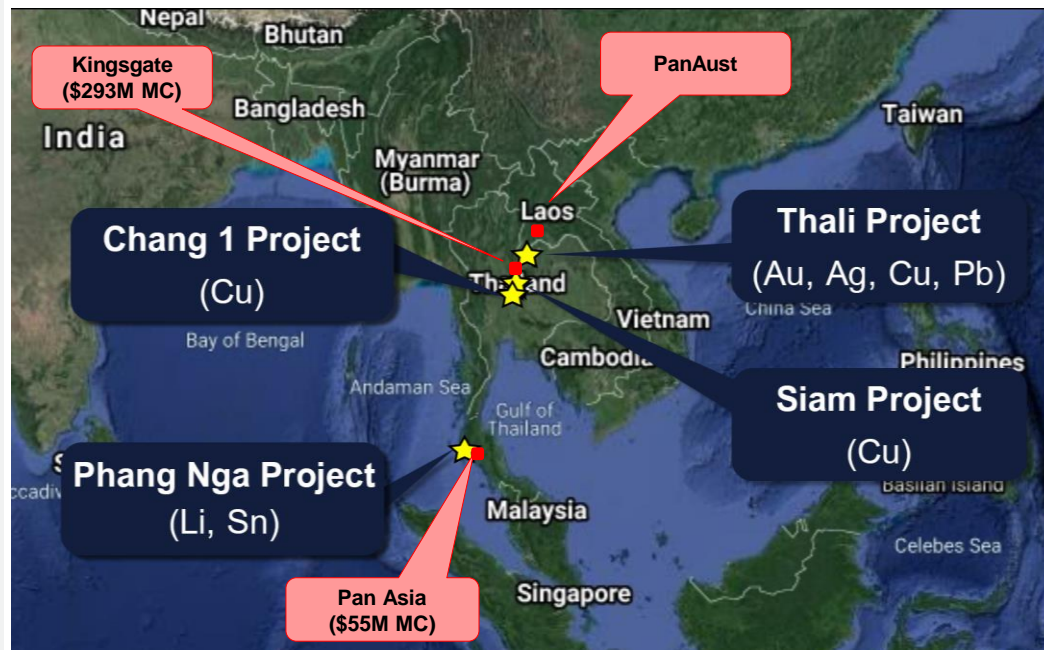 Nepal
Bhutan
Kingsgate
($293M MC)
PanAust
Bangladesh
Taiwan
India
Myanmar
(Burma)
Laos
Chang 1 Project
(Cu)
Thali Project
(Au, Ag, Cu, Pb)
Vietnam
China Sea
Bay of Bengal
Cambodia
Philippines
Andaman Sea
Gulf of
Thailand
Siam Project
(Cu)
Phang Nga Project
(Li, Sn)
Basilan Island
Malaysia
Celebes Sea
Pan Asia
($55M MC)
Singapore